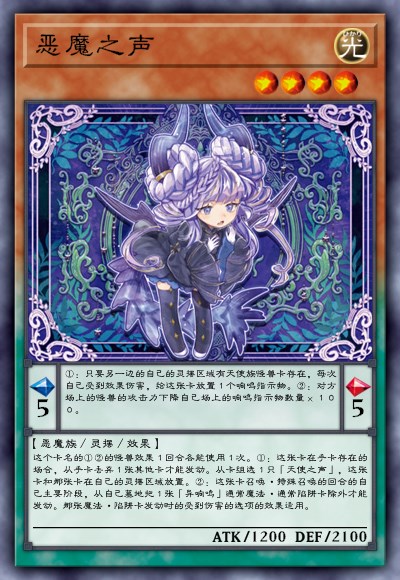 恶魔之声
ひかり
光
①：只要另一边的自己的灵摆区域有天使族怪兽卡存在，每次
自己受到效果伤害，给这张卡放置1个响鸣指示物。②：对方
场上的怪兽的攻击力下降自己场上的响鸣指示物数量×10
0。
5
5
【恶魔族／灵摆／效果】
这个卡名的①②的怪兽效果1回合各能使用1次。①：这张卡在手卡存在的
场合，从手卡丢弃1张其他卡才能发动。从卡组选1只「天使之声」，这张
卡和那张卡在自己的灵摆区域放置。②：这张卡召唤·特殊召唤的回合的自
己主要阶段，从自己墓地把1张「异响鸣」通常魔法·通常陷阱卡除外才能
发动。那张魔法·陷阱卡发动时的受到伤害的选项的效果适用。
ATK/1200 DEF/2100